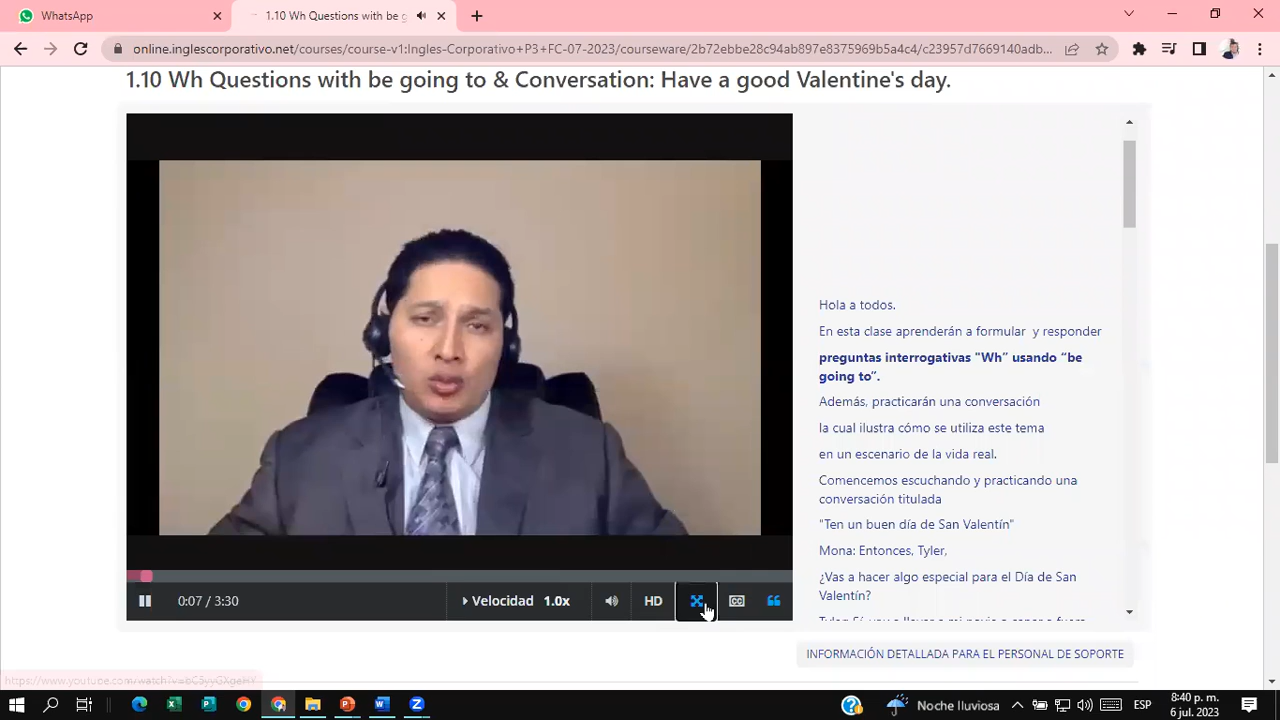 WhatsApp
1.10 Wh Questions with be g
online.inglescorporativo.net/courses/course-v1:Ingles-Corporativo+P3+FC-07-2023/courseware/2b72ebbe28c94ab897e8375969b5a4c4/c23957d7669140adb...
1.10 Wh Questions with be going to & Conversation: Have a good Valentine's day.
Hola a todos.
En esta clase aprenderán a formular y responder
preguntas interrogativas "Wh" usando "be
going to".
Además, practicarán una conversación
la cual ilustra cómo se utiliza este tema
en un escenario de la vida real.
Comencemos escuchando y practicando una
conversación titulada
"Ten un buen día de San Valentín"
Mona: Entonces, Tyler,
¿Vas a hacer algo especial para el Día de San
Valentín?
0:07 / 3:30
Velocidad 1.0x
HD
INFORMACIÓN DETALLADA PARA EL PERSONAL DE SOPORTE
Noche lluviosa
ESP
8:40 p. m.
6 jul. 2023